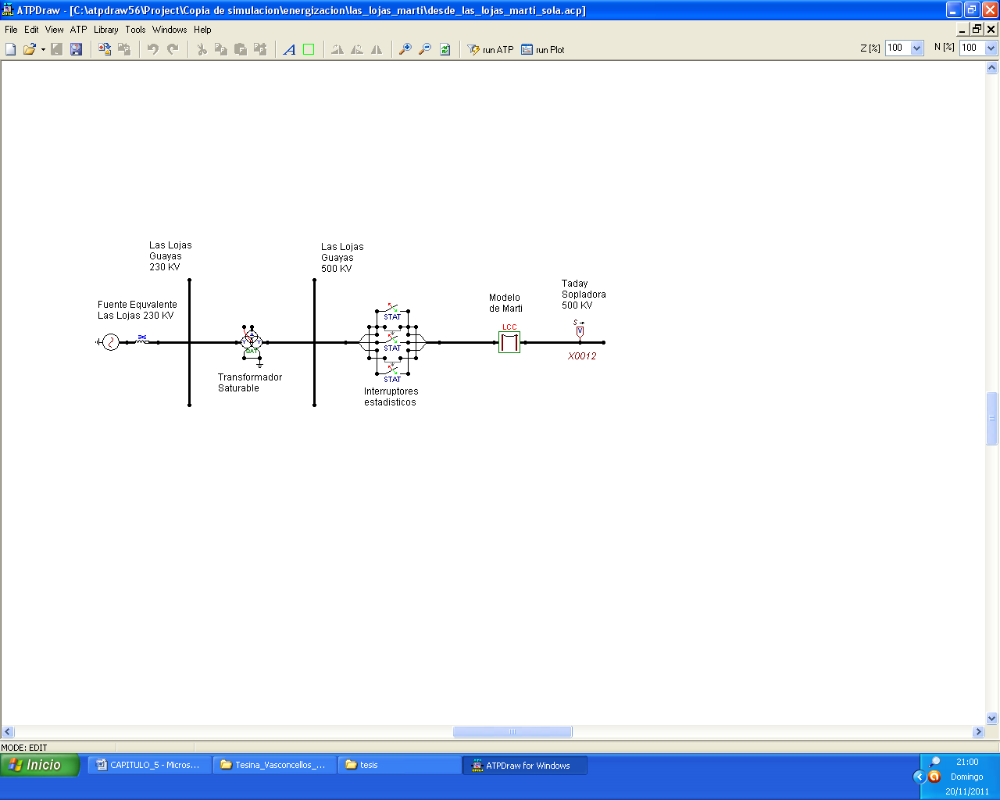 ATPDraw - [C:\atpdraw56\Project\Copia de simulacion\energizacion\las_lojas_marti\desde_las_lojas_marti_sola.acp]
File Edit View ATP Library Tools Windows Help
A run ATP run Plot Z [%] 100 N [%] 100
Las Lojas
Guayas
230 KV
Las Lojas
Guayas
500 KV
Fuente Equvalente
Las Lojas 230 KV
SAT
Transformador
Saturable
STAT
STAT
STAT
Interruptores
estadisticos
Modelo
de Marti
LCC
Taday
Sopladora
500 KV
S
V
X0012
MODE: EDIT
Inicio
CAPITULO_5 - Micros...
Tesina_Vasconcellos_...
tesis
ATPDraw for Windows
21:00
Domingo
20/11/2011